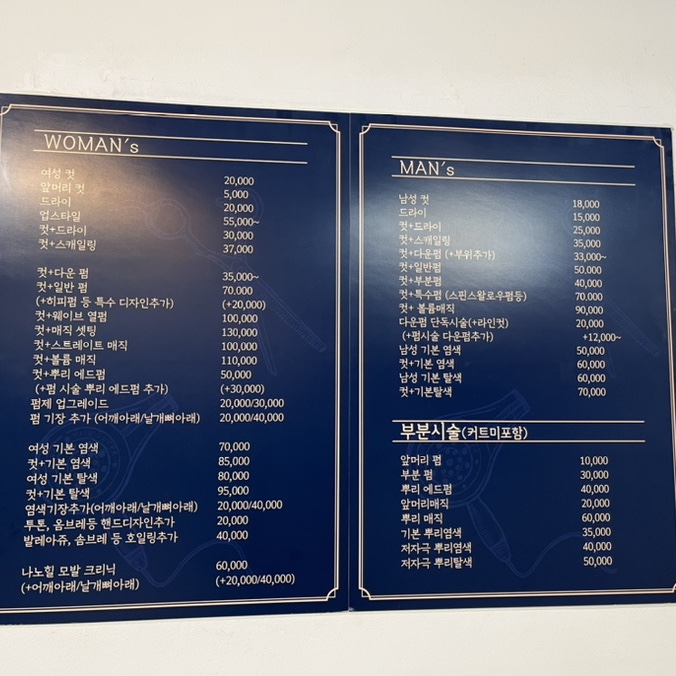 WOMAN's
여성 컷 20,000
앞머리 컷 5,000
드라이 20,000
업스타일 55,000~
컷+드라이 30,000
컷+스캐일링 37,000
컷+다운 펌 35,000~
컷+일반 펌 70,000
(+히피펌 등 특수 디자인추가) (+20,000)
컷+웨이브 열펌 100,000
컷+매직 셋팅 130,000
컷+스트레이트 매직 100,000
컷+볼륨 매직 110,000
컷+뿌리 에드펌 50,000
(+펌 시술 뿌리 에드펌 추가) (+30,000)
펌제 업그레이드 20,000/30,000
펌 기장 추가 (어깨아래/날개뼈아래) 20,000/40,000
여성 기본 염색 70,000
컷+기본 염색 85,000
여성 기본 탈색 80,000
컷+기본 탈색 95,000
염색기장추가(어깨아래/날개뼈아래) 20,000/40,000
투톤, 옴브레등 핸드디자인추가 20,000
발레아쥬, 솜브레 등 호일링추가 40,000
나노힐 모발 크리닉 60,000
(+어깨아래/날개뼈아래) (+20,000/40,000)
MAN's
남성 컷 18,000
드라이 15,000
컷+드라이 25,000
컷+스캐일링 35,000
컷+다운펌 (+부위추가) 33,000~
컷+일반펌 50,000
컷+부분펌 40,000
컷+특수펌 (스핀스왈로우펌등) 70,000
컷+ 볼륨매직 90,000
다운펌 단독시술(+라인컷) 20,000
(+펌시술 다운펌추가) +12,000~
남성 기본 염색 50,000
컷+기본 염색 60,000
남성 기본 탈색 60,000
컷+기본탈색 70,000
부분시술(커트미포함)
앞머리 펌 10,000
부분 펌 30,000
뿌리 에드펌 40,000
앞머리매직 20,000
뿌리 매직 60,000
기본 뿌리염색 35,000
저자극 뿌리염색 40,000
저자극 뿌리탈색 50,000